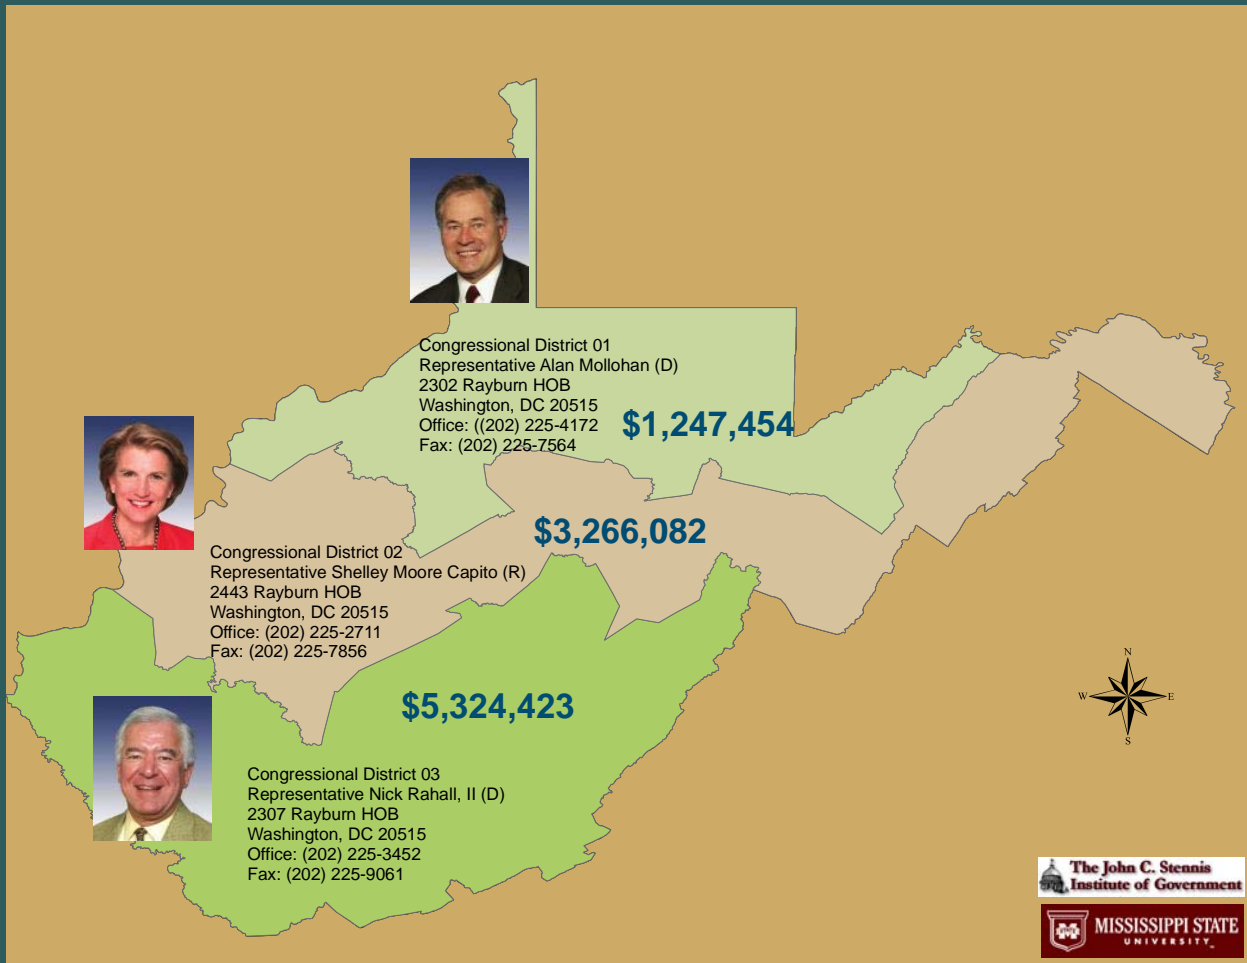 Congressional District 01
Representative Alan Mollohan (D)
2302 Rayburn HOB
Washington, DC 20515
Office: ((202) 225-4172
Fax: (202) 225-7564
$1,247,454
$3,266,082
Congressional District 02
Representative Shelley Moore Capito (R)
2443 Rayburn HOB
Washington, DC 20515
Office: (202) 225-2711
Fax: (202) 225-7856
$5,324,423
Congressional District 03
Representative Nick Rahall, II (D)
2307 Rayburn HOB
Washington, DC 20515
Office: (202) 225-3452
Fax: (202) 225-9061
N
W E
S
The John C. Stennis
Institute of Government
MISSISSIPPI STATE
UNIVERSITY